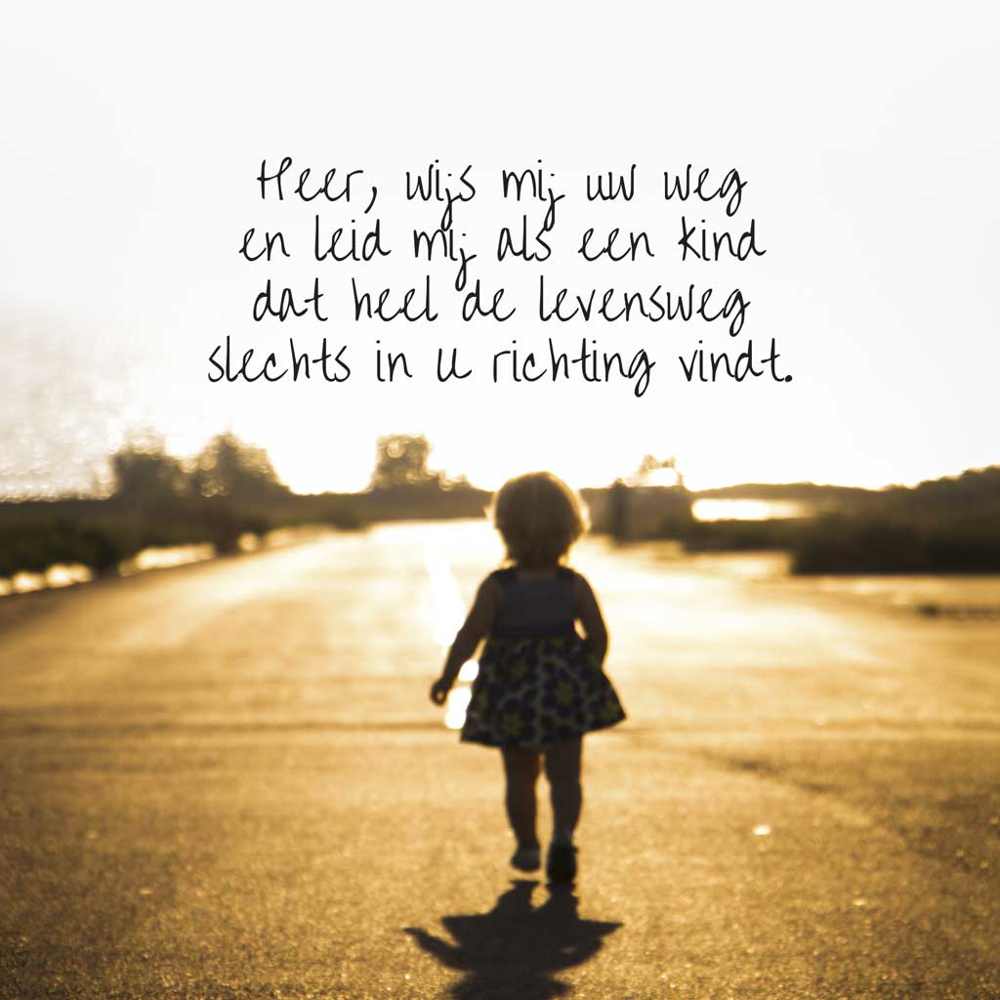 Heer, wijs mij uw weg
en leid mij als een kind
dat heel de levensweg
slechts in U richting vindt.